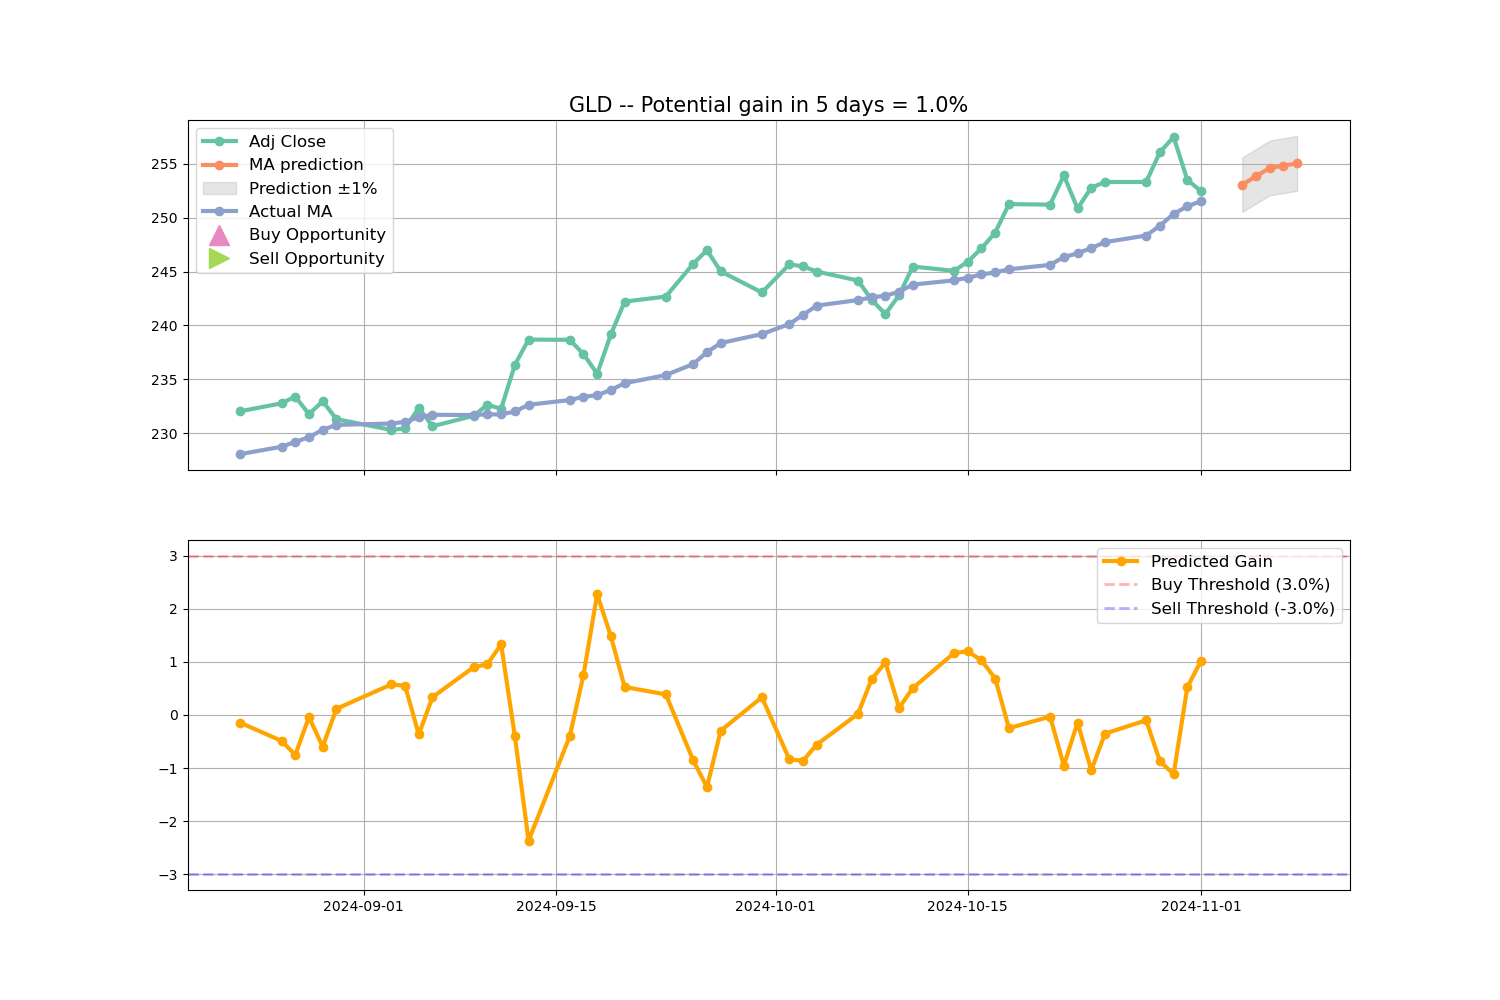 GLD -- Potential gain in 5 days = 1.0%
Adj Close
MA prediction
Prediction ±1%
Actual MA
Buy Opportunity
Sell Opportunity
255
250
245
240
235
230
Predicted Gain
Buy Threshold (3.0%)
Sell Threshold (-3.0%)
3
2
1
0
−1
−2
−3
2024-09-01 2024-09-15 2024-10-01 2024-10-15 2024-11-01